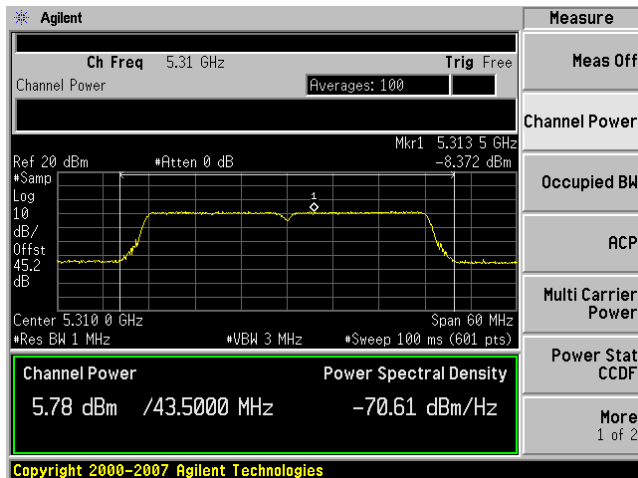 Agilent
Measure
Ch Freq 5.31 GHz Trig Free
Channel Power Averages: 100
Mkr1 5.313 5 GHz
Ref 20 dBm #Atten 0 dB -8.372 dBm
#Samp
Log
10
dB/
Offst
45.2
dB
1
Center 5.310 0 GHz Span 60 MHz
#Res BW 1 MHz #VBW 3 MHz #Sweep 100 ms (601 pts)
Channel Power Power Spectral Density
5.78 dBm /43.5000 MHz -70.61 dBm/Hz
Copyright 2000-2007 Agilent Technologies
Meas Off
Channel Power
Occupied BW
ACP
Multi Carrier
Power
Power Stat
CCDF
More
1 of 2